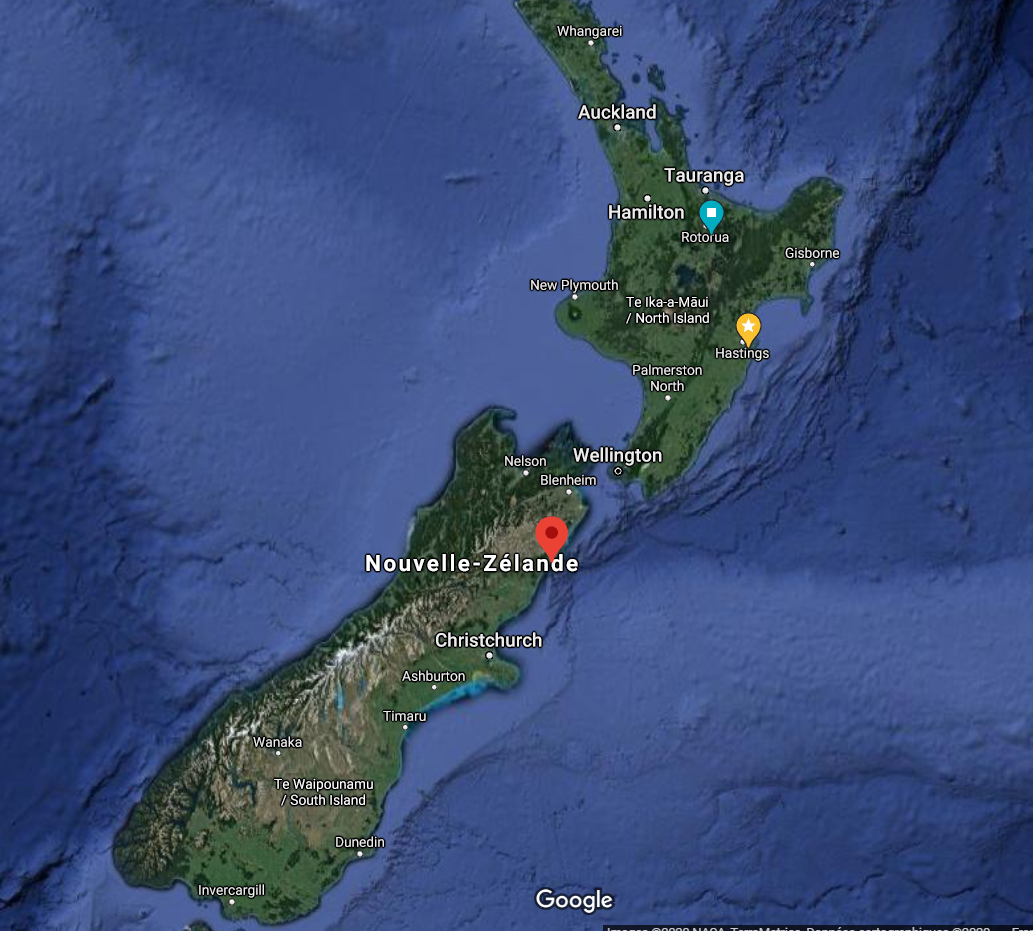 Whangarei
Auckland
Tauranga
Hamilton
Rotorua
Gisborne
New Plymouth
Te Ika-a-Māui
/ North Island
Hastings
Palmerston
North
Wellington
Nelson
Blenheim
Nouvelle-Zélande
Christchurch
Ashburton
Timaru
Wanaka
Te Waipounamu
/ South Island
Dunedin
Invercargill
Google